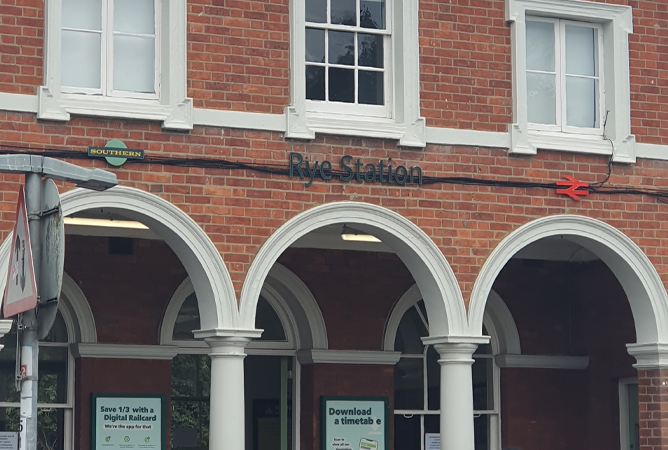 SOUTHERN
Rye Station
Save 1/3 with a
Digital Railcard
We're the app for that
Download
a timetab e